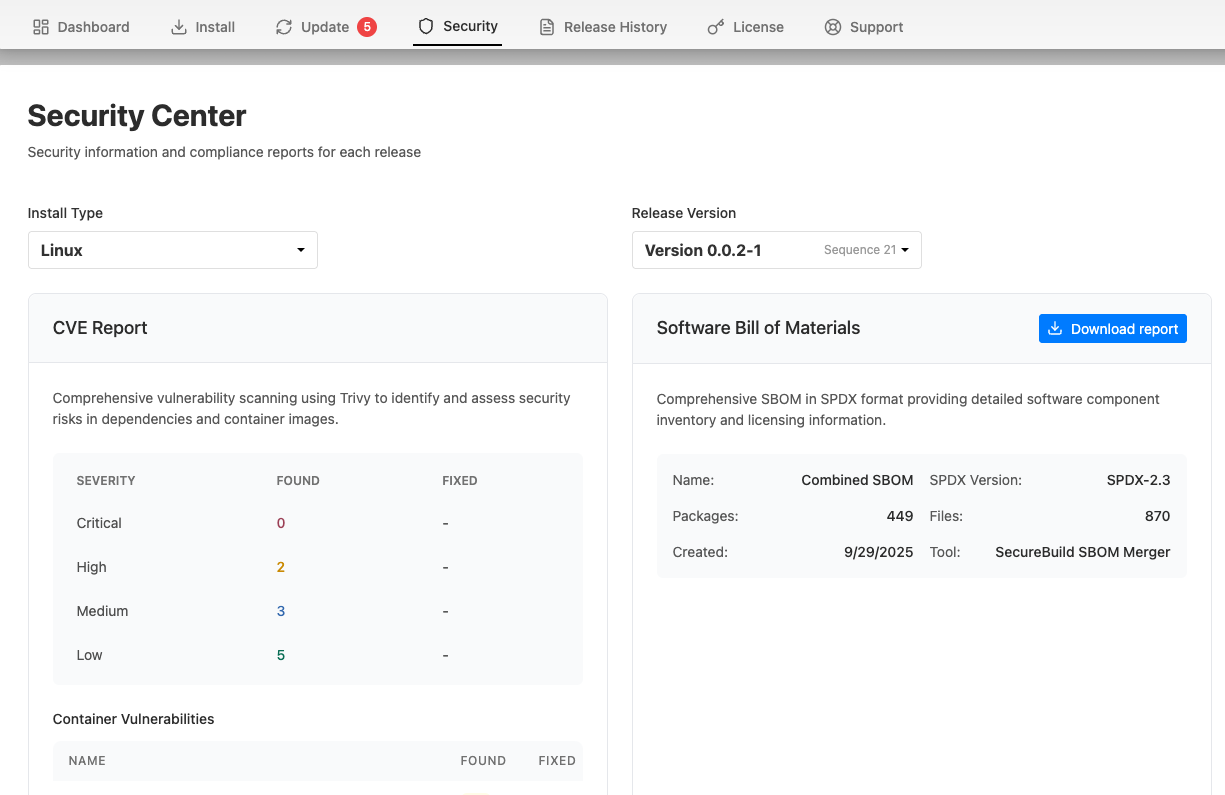 Dashboard Install Update 5 Security Release History License Support
Security Center
Security information and compliance reports for each release
Install Type
Linux
Release Version
Version 0.0.2-1 Sequence 21
CVE Report
Comprehensive vulnerability scanning using Trivy to identify and assess security
risks in dependencies and container images.
SEVERITY FOUND FIXED
Critical 0 -
High 2 -
Medium 3 -
Low 5 -
Container Vulnerabilities
NAME FOUND FIXED
Software Bill of Materials
Download report
Comprehensive SBOM in SPDX format providing detailed software component
inventory and licensing information.
Name: Combined SBOM SPDX Version: SPDX-2.3
Packages: 449 Files: 870
Created: 9/29/2025 Tool: SecureBuild SBOM Merger